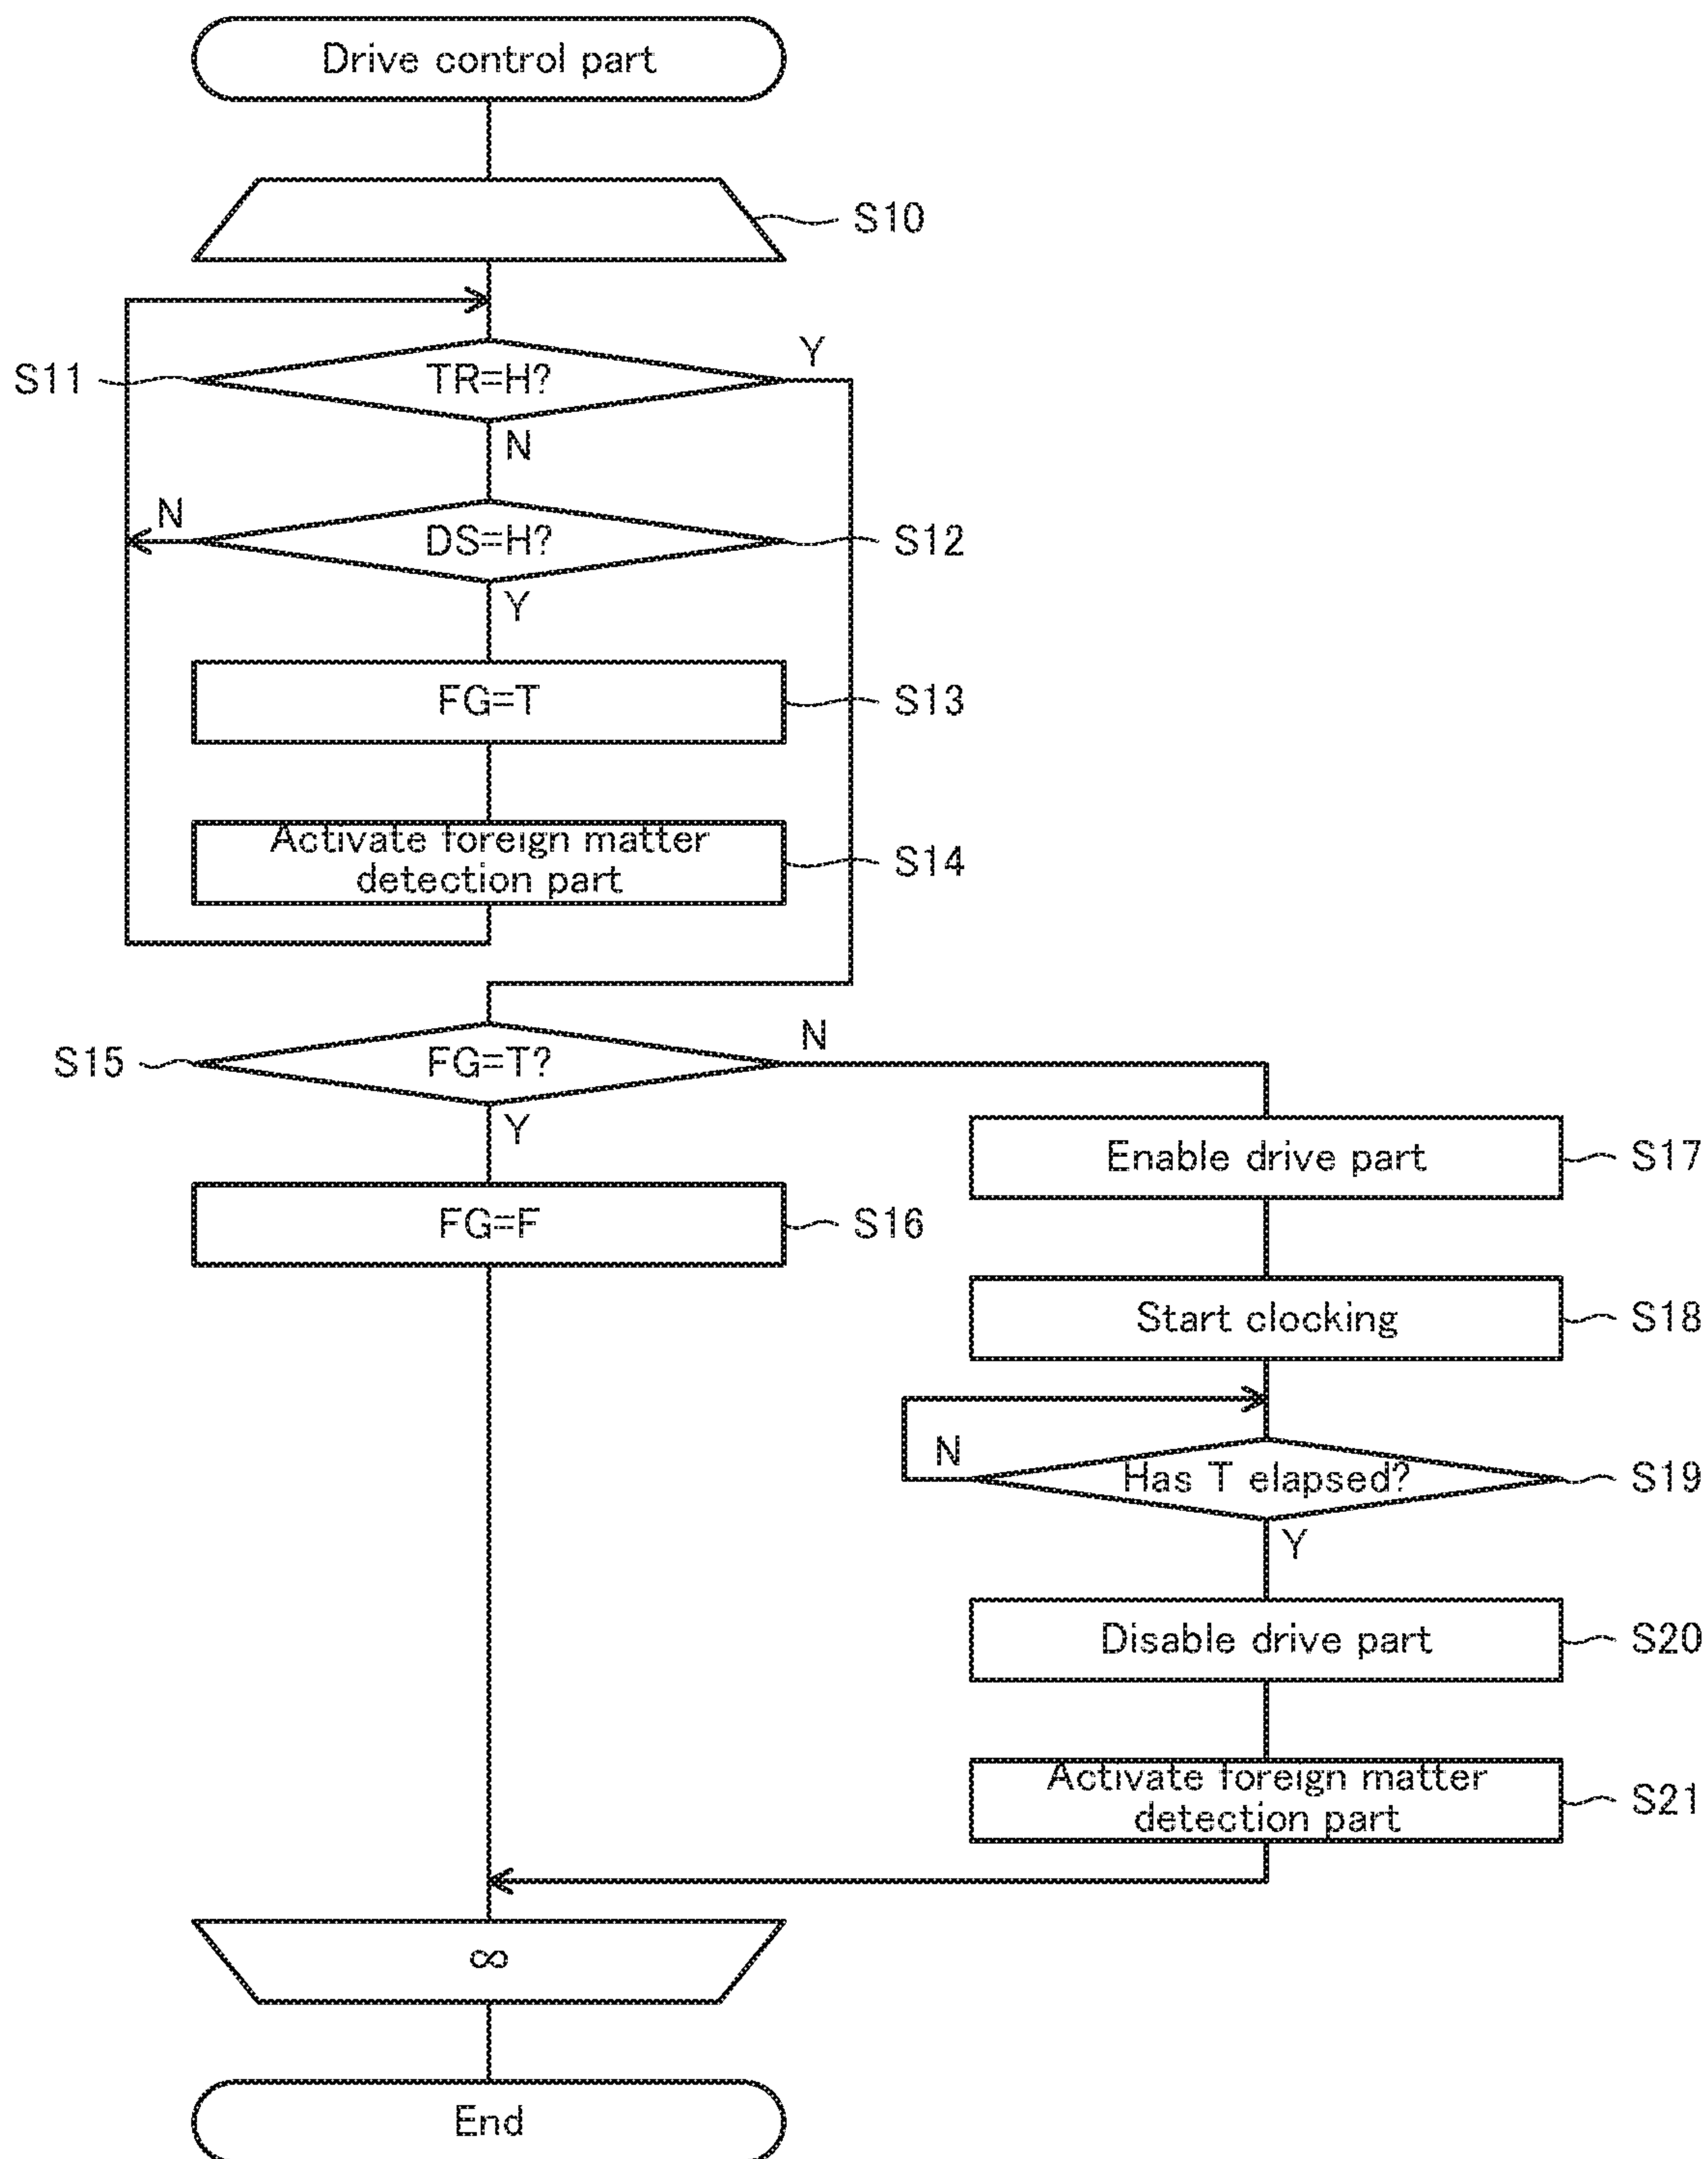 Drive control part
S10
Y
S11
TR=H?
N
N
DS=H?
S12
Y
FG=T
S13
Activate foreign matter
detection part
S14
S15
FG=T?
N
Y
FG=F
S16
Enable drive part
S17
Start clocking
S18
N
Has T elapsed?
S19
Y
Disable drive part
S20
Activate foreign matter
detection part
S21
∞
End